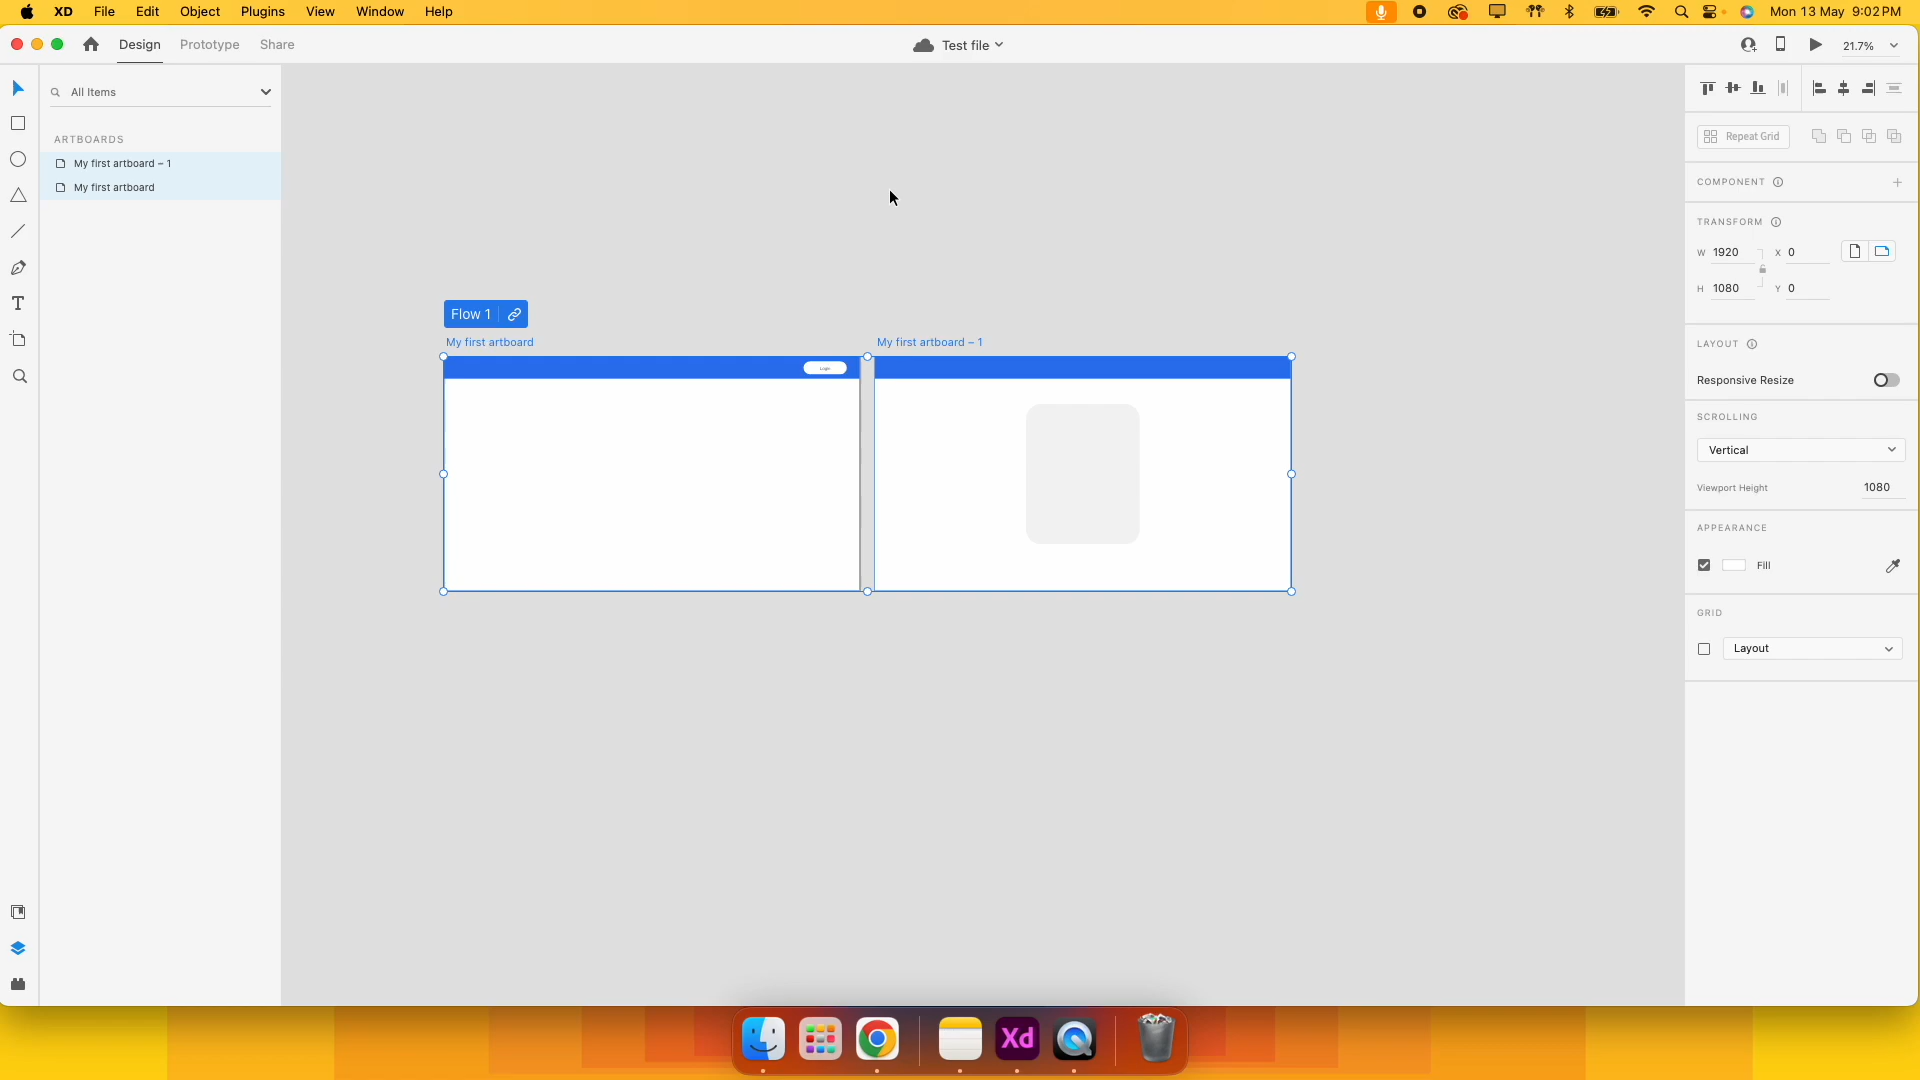 XD File Edit Object Plugins View Window Help
Mon 13 May 9:02 PM
Design Prototype Share
Test file
21.7%
All Items
ARTBOARDS
My first artboard – 1
My first artboard
Flow 1
My first artboard
My first artboard – 1
Login
Repeat Grid
COMPONENT
TRANSFORM
W 1920 X 0
H 1080 Y 0
LAYOUT
Responsive Resize
SCROLLING
Vertical
Viewport Height 1080
APPEARANCE
Fill
GRID
Layout
Xd